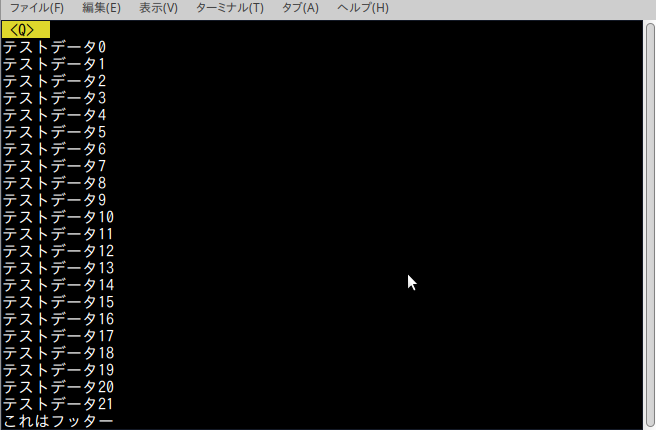 ファイル(F) 編集(E) 表示(V) ターミナル(T) タブ(A) ヘルプ(H)
<Q>
テストデータ0
テストデータ1
テストデータ2
テストデータ3
テストデータ4
テストデータ5
テストデータ6
テストデータ7
テストデータ8
テストデータ9
テストデータ10
テストデータ11
テストデータ12
テストデータ13
テストデータ14
テストデータ15
テストデータ16
テストデータ17
テストデータ18
テストデータ19
テストデータ20
テストデータ21
これはフッター